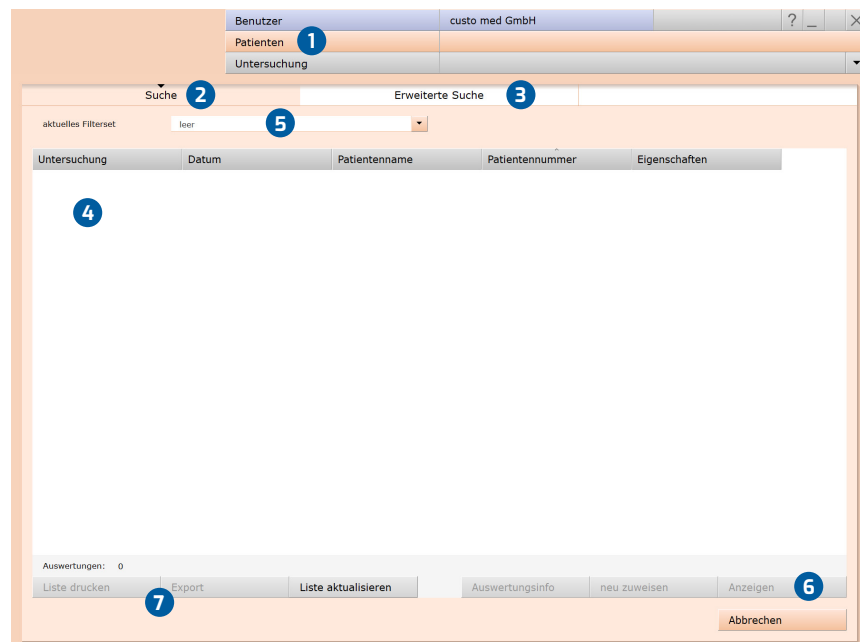 Benutzer custo med GmbH ? _ X
Patienten 1
Untersuchung
Suche 2 Erweiterte Suche 3
aktuelles Filterset leer 5
Untersuchung Datum Patientenname Patientennummer Eigenschaften
4
Auswertungen: 0
Liste drucken Export Liste aktualisieren Auswertungsinfo neu zuweisen Anzeigen 6
7
Abbrechen